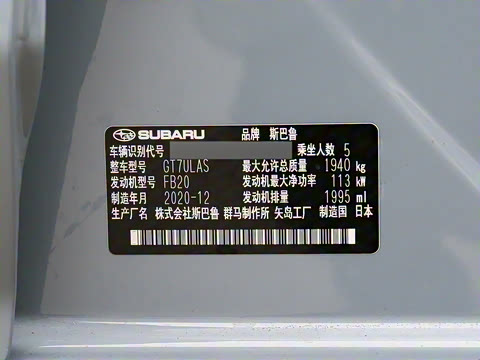 SUBARU 品牌 斯巴鲁
车辆识别代号 乘坐人数 5
整车型号 GT7ULAS 最大允许总质量 1940 kg
发动机型号 FB20 发动机最大净功率 113 kW
制造年月 2020-12 发动机排量 1995 ml
生产厂名 株式会社斯巴鲁 群马制作所 矢岛工厂 制造国 日本